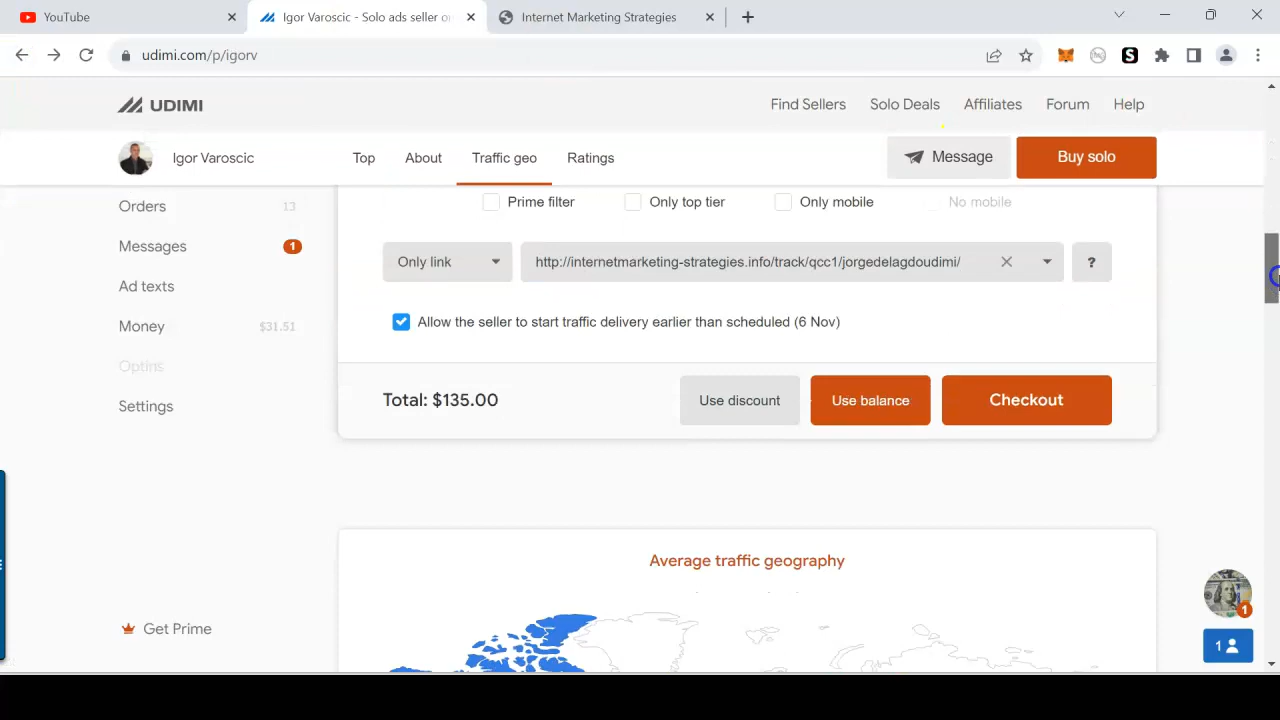 YouTube
Igor Varoscic - Solo ads seller o
Internet Marketing Strategies
udimi.com/p/igorv
UDIMI
Find Sellers
Solo Deals
Affiliates
Forum
Help
Igor Varoscic
Top
About
Traffic geo
Ratings
Message
Buy solo
Orders 13
Messages 1
Ad texts
Money $31.51
Optins
Settings
Get Prime
Prime filter
Only top tier
Only mobile
No mobile
Only link
http://internetmarketing-strategies.info/track/qcc1/jorgedelagdoudimi/
?
Allow the seller to start traffic delivery earlier than scheduled (6 Nov)
Total: $135.00
Use discount
Use balance
Checkout
Average traffic geography
1
1